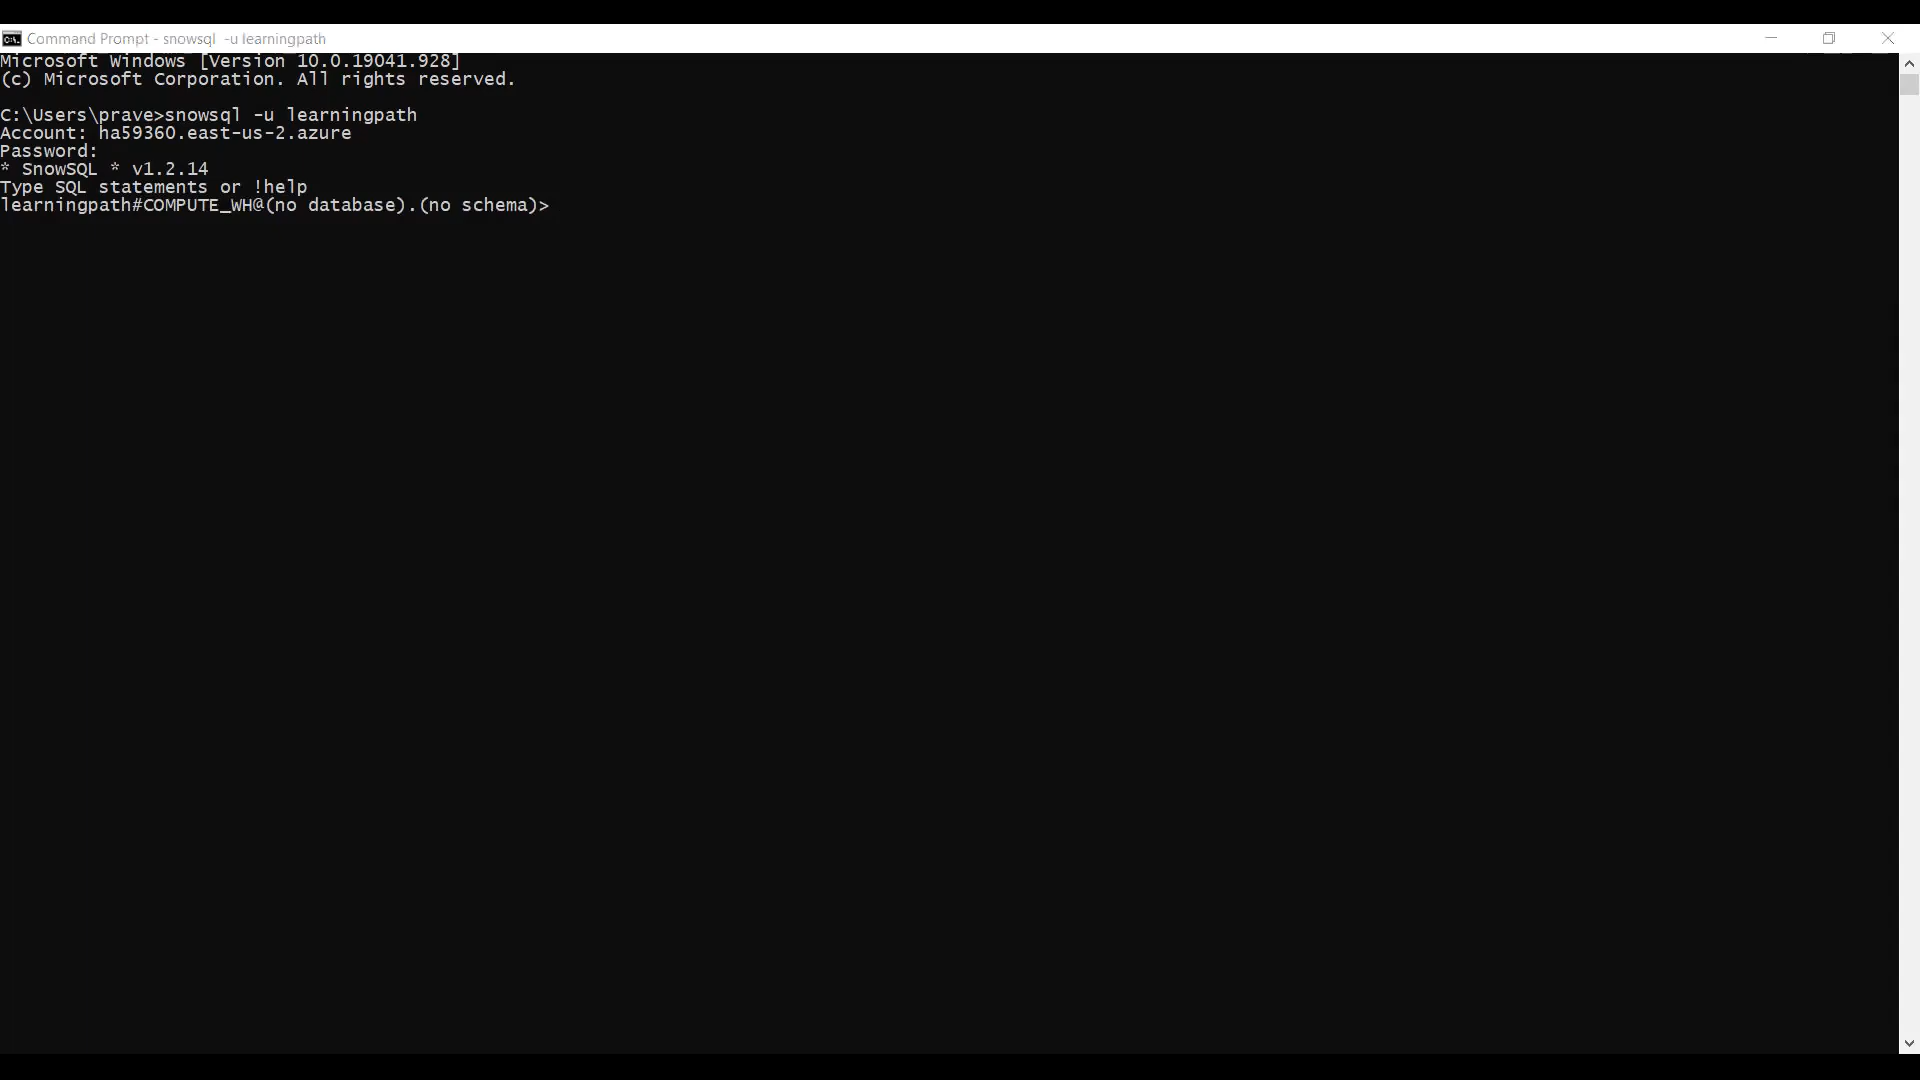 Command Prompt - snowsql  -u learningpath
Microsoft Windows [Version 10.0.19041.928]
(c) Microsoft Corporation. All rights reserved.
C:\Users\prave>snowsql -u learningpath
Account: ha59360.east-us-2.azure
Password:
* SnowSQL * v1.2.14
Type SQL statements or !help
learningpath#COMPUTE_WH@(no database).(no schema)>